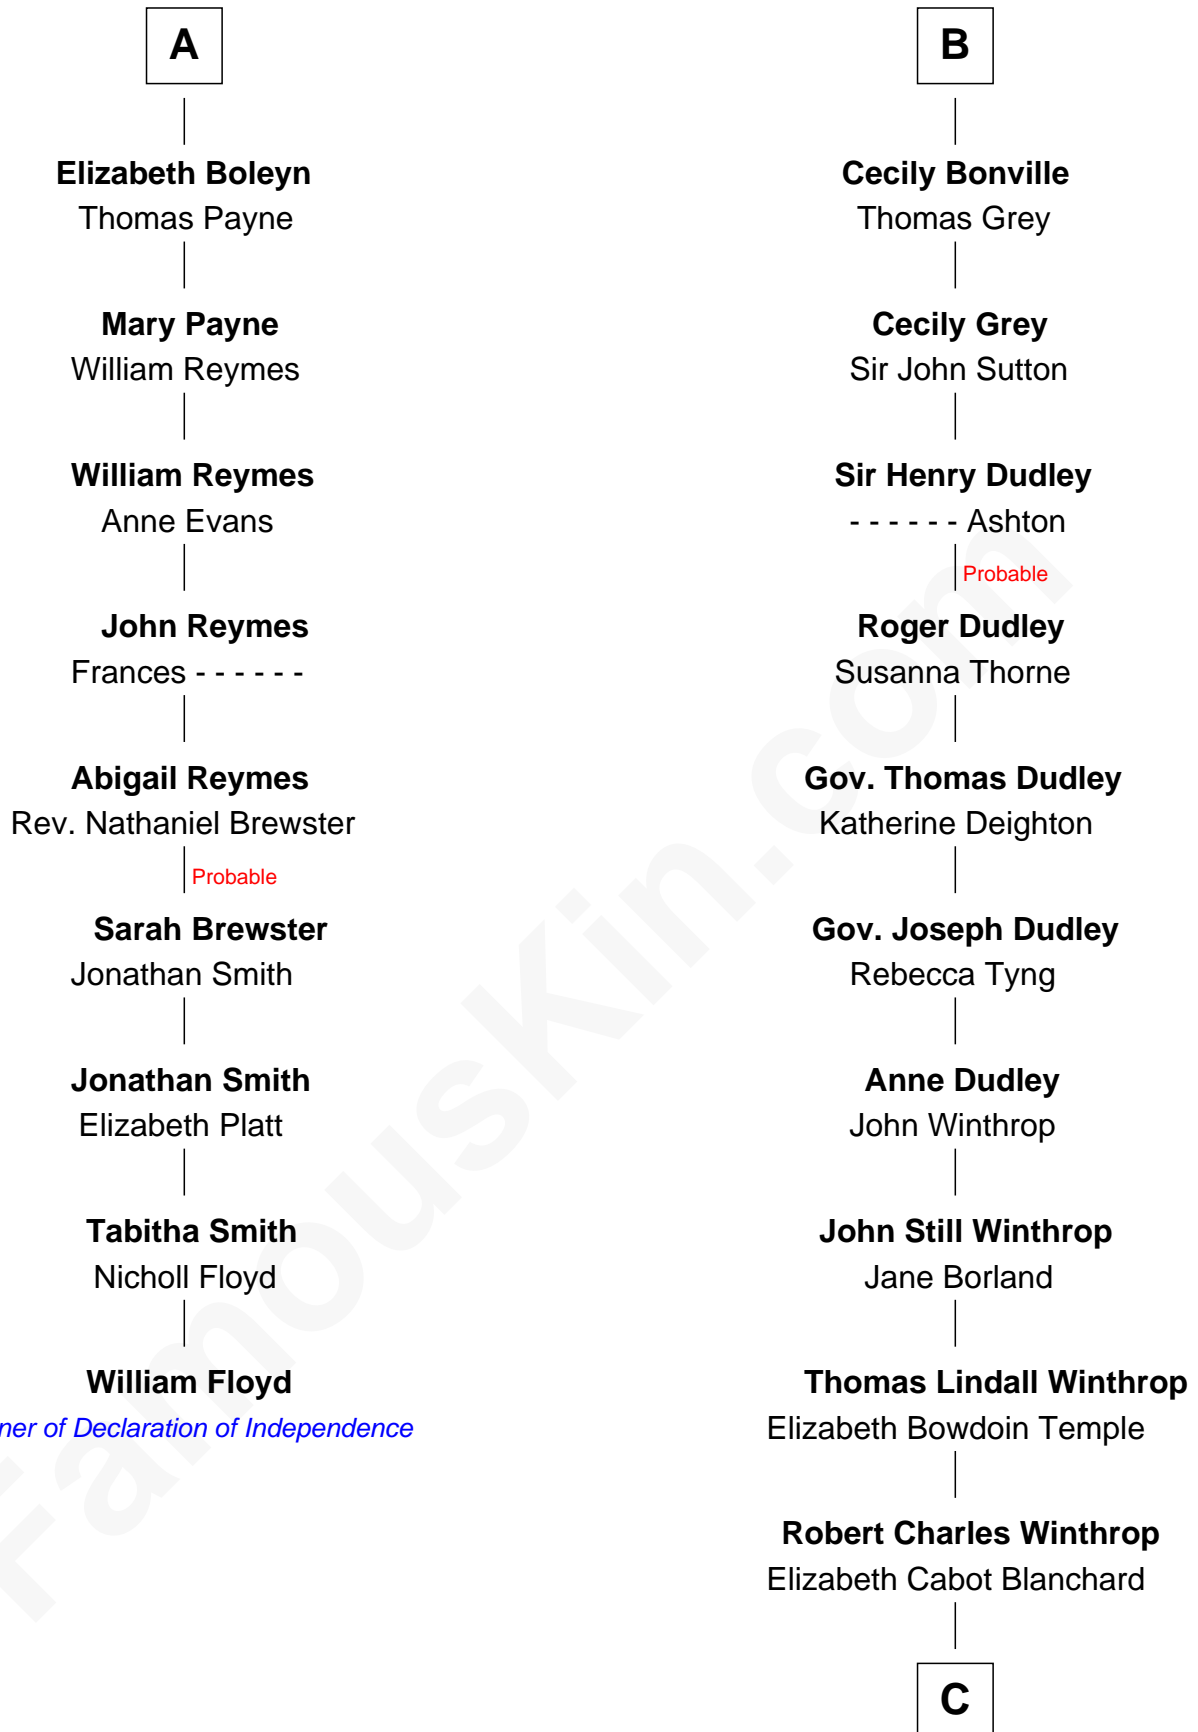 A
Elizabeth Boleyn
Thomas Payne
Mary Payne
William Reymes
William Reymes
Anne Evans
John Reymes
Frances - - - - - -
Abigail Reymes
Rev. Nathaniel Brewster
Probable
Sarah Brewster
Jonathan Smith
Jonathan Smith
Elizabeth Platt
Tabitha Smith
Nicholl Floyd
William Floyd
ner of Declaration of Independence
B
Cecily Bonville
Thomas Grey
Cecily Grey
Sir John Sutton
Sir Henry Dudley
- - - - - - Ashton
Probable
Roger Dudley
Susanna Thorne
Gov. Thomas Dudley
Katherine Deighton
Gov. Joseph Dudley
Rebecca Tyng
Anne Dudley
John Winthrop
John Still Winthrop
Jane Borland
Thomas Lindall Winthrop
Elizabeth Bowdoin Temple
Robert Charles Winthrop
Elizabeth Cabot Blanchard
C
FamousKin.com